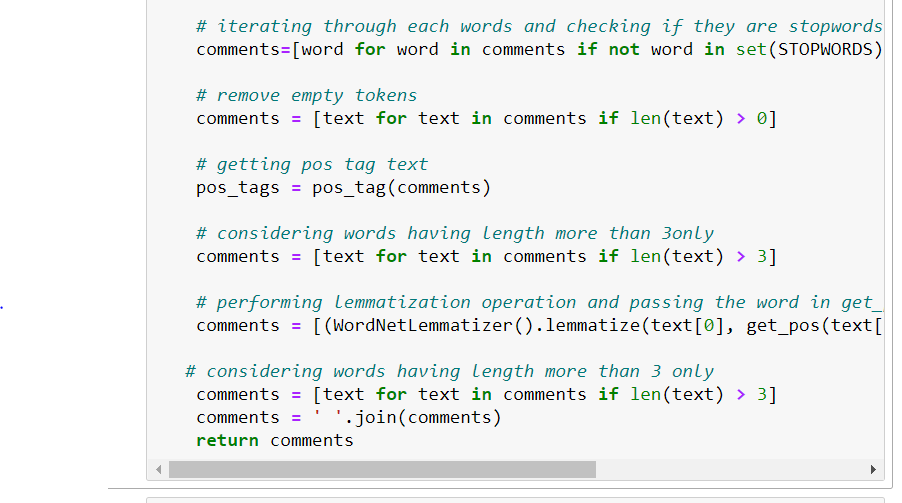 # iterating through each words and checking if they are stopwords
comments=[word for word in comments if not word in set(STOPWORDS)
# remove empty tokens
comments = [text for text in comments if len(text) > 0]
# getting pos tag text
pos_tags = pos_tag(comments)
# considering words having length more than 3only
comments = [text for text in comments if len(text) > 3]
# performing lemmatization operation and passing the word in get_
comments = [(WordNetLemmatizer().lemmatize(text[0], get_pos(text[
# considering words having length more than 3 only
comments = [text for text in comments if len(text) > 3]
comments = ' '.join(comments)
return comments